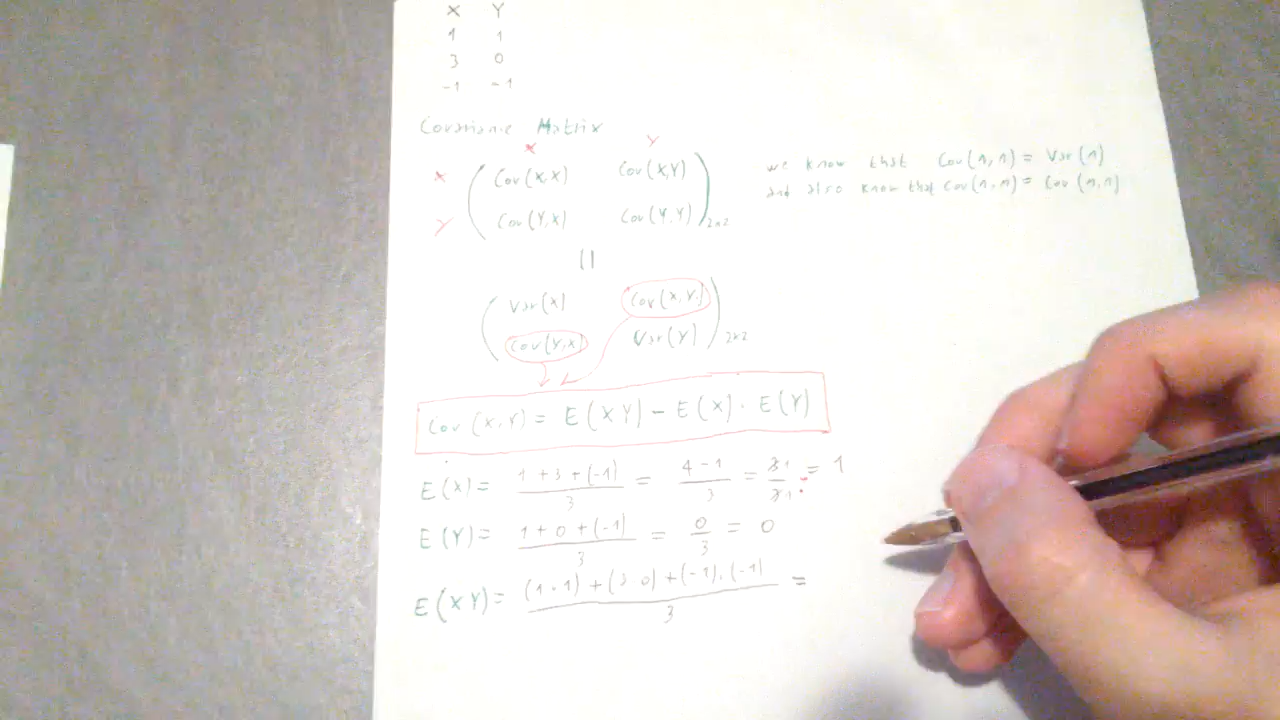 X Y
1 1
3 0
-1 -1
Covariance Matrix
X Y
X ( Cov(X,X) Cov(X,Y)
Y Cov(Y,X) Cov(Y,Y) ) 2x2
we know that Cov(n,n) = Var(n)
and also know that Cov(n,m) = Cov(m,n)
||
( Var(X) Cov(X,Y)
Cov(Y,X) Var(Y) ) 2x2
Cov(X,Y) = E(XY) - E(X) · E(Y)
E(X) = 1+3+(-1)/3 = 4-1/3 = 31/31 = 1
E(Y) = 1+0+(-1)/3 = 0/3 = 0
E(XY) = (1·1)+(3·0)+(-1)·(-1)/3 =